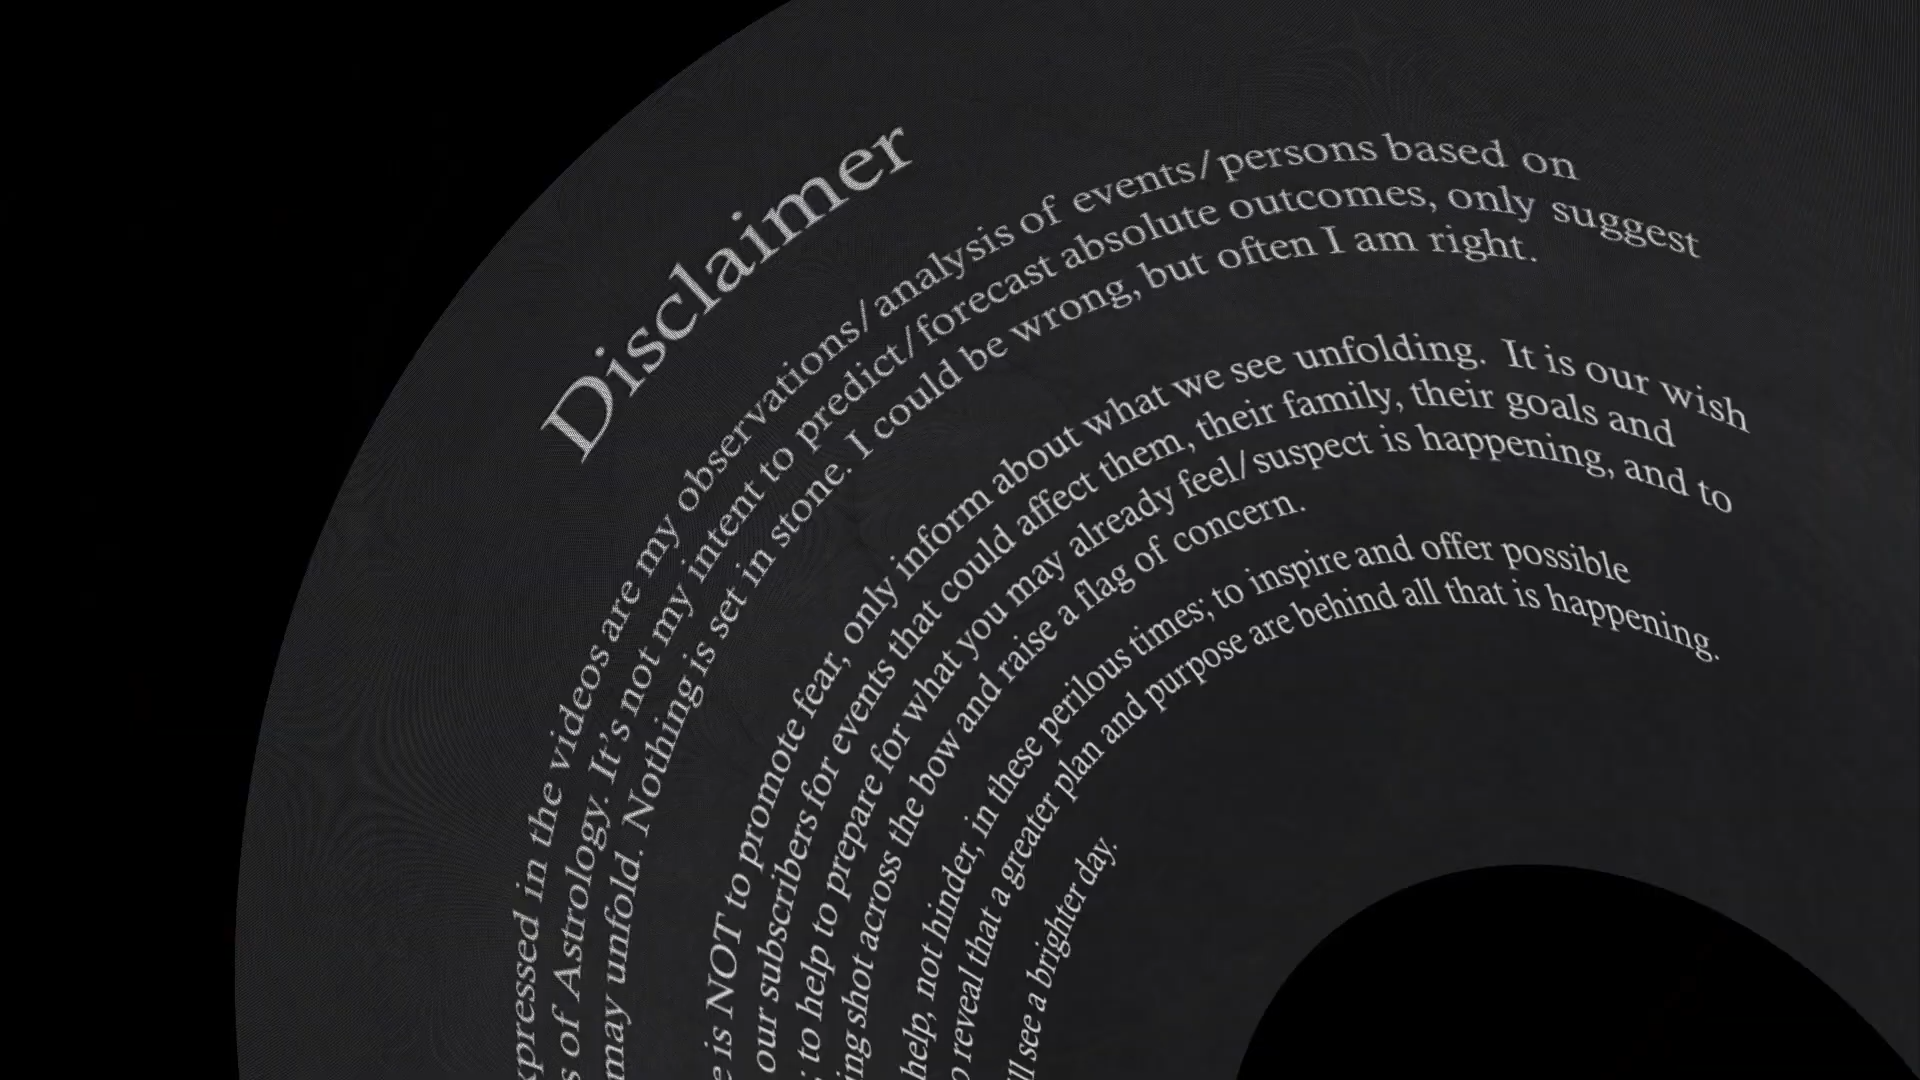 Disclaimer
expressed in the videos are my observations/analysis of events/persons based on
of Astrology. It's not my intent to predict/forecast absolute outcomes, only suggest
may unfold. Nothing is set in stone. I could be wrong, but often I am right.
is NOT to promote fear, only inform about what we see unfolding. It is our wish
our subscribers for events that could affect them, their family, their goals and
to help to prepare for what you may already feel/suspect is happening, and to
shot across the bow and raise a flag of concern.
help, not hinder, in these perilous times; to inspire and offer possible
reveal that a greater plan and purpose are behind all that is happening.
see a brighter day.